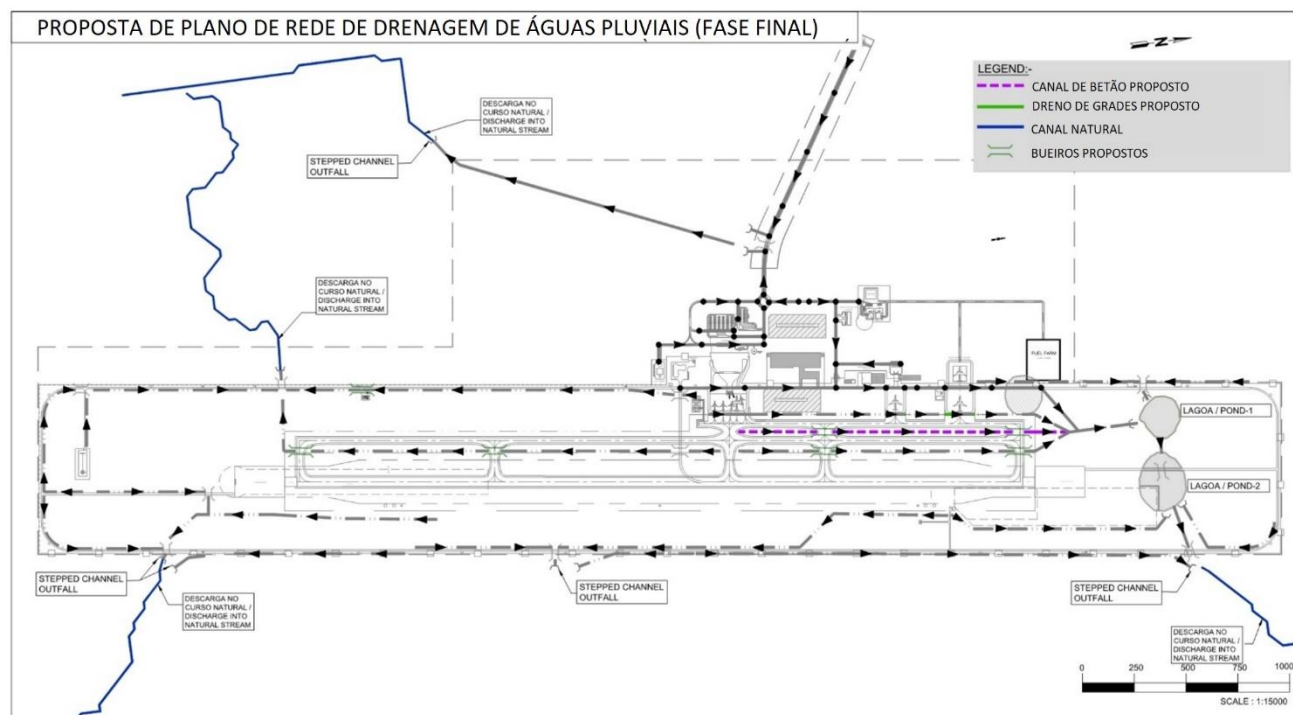 PROPOSTA DE PLANO DE REDE DE DRENAGEM DE ÁGUAS PLUVIAIS (FASE FINAL)
N
LEGEND:-
CANAL DE BETÃO PROPOSTO
DRENO DE GRADES PROPOSTO
CANAL NATURAL
BUEIROS PROPOSTOS
DESCARGA NO
CURSO NATURAL /
DISCHARGE INTO
NATURAL STREAM
STEPPED CHANNEL
OUTFALL
DESCARGA NO
CURSO NATURAL /
DISCHARGE INTO
NATURAL STREAM
FUEL FARM
LAGOA / POND-1
LAGOA / POND-2
STEPPED CHANNEL
OUTFALL
DESCARGA NO
CURSO NATURAL /
DISCHARGE INTO
NATURAL STREAM
STEPPED CHANNEL
OUTFALL
STEPPED CHANNEL
OUTFALL
DESCARGA NO
CURSO NATURAL /
DISCHARGE INTO
NATURAL STREAM
0 250 500 750 1000
SCALE : 1:15000